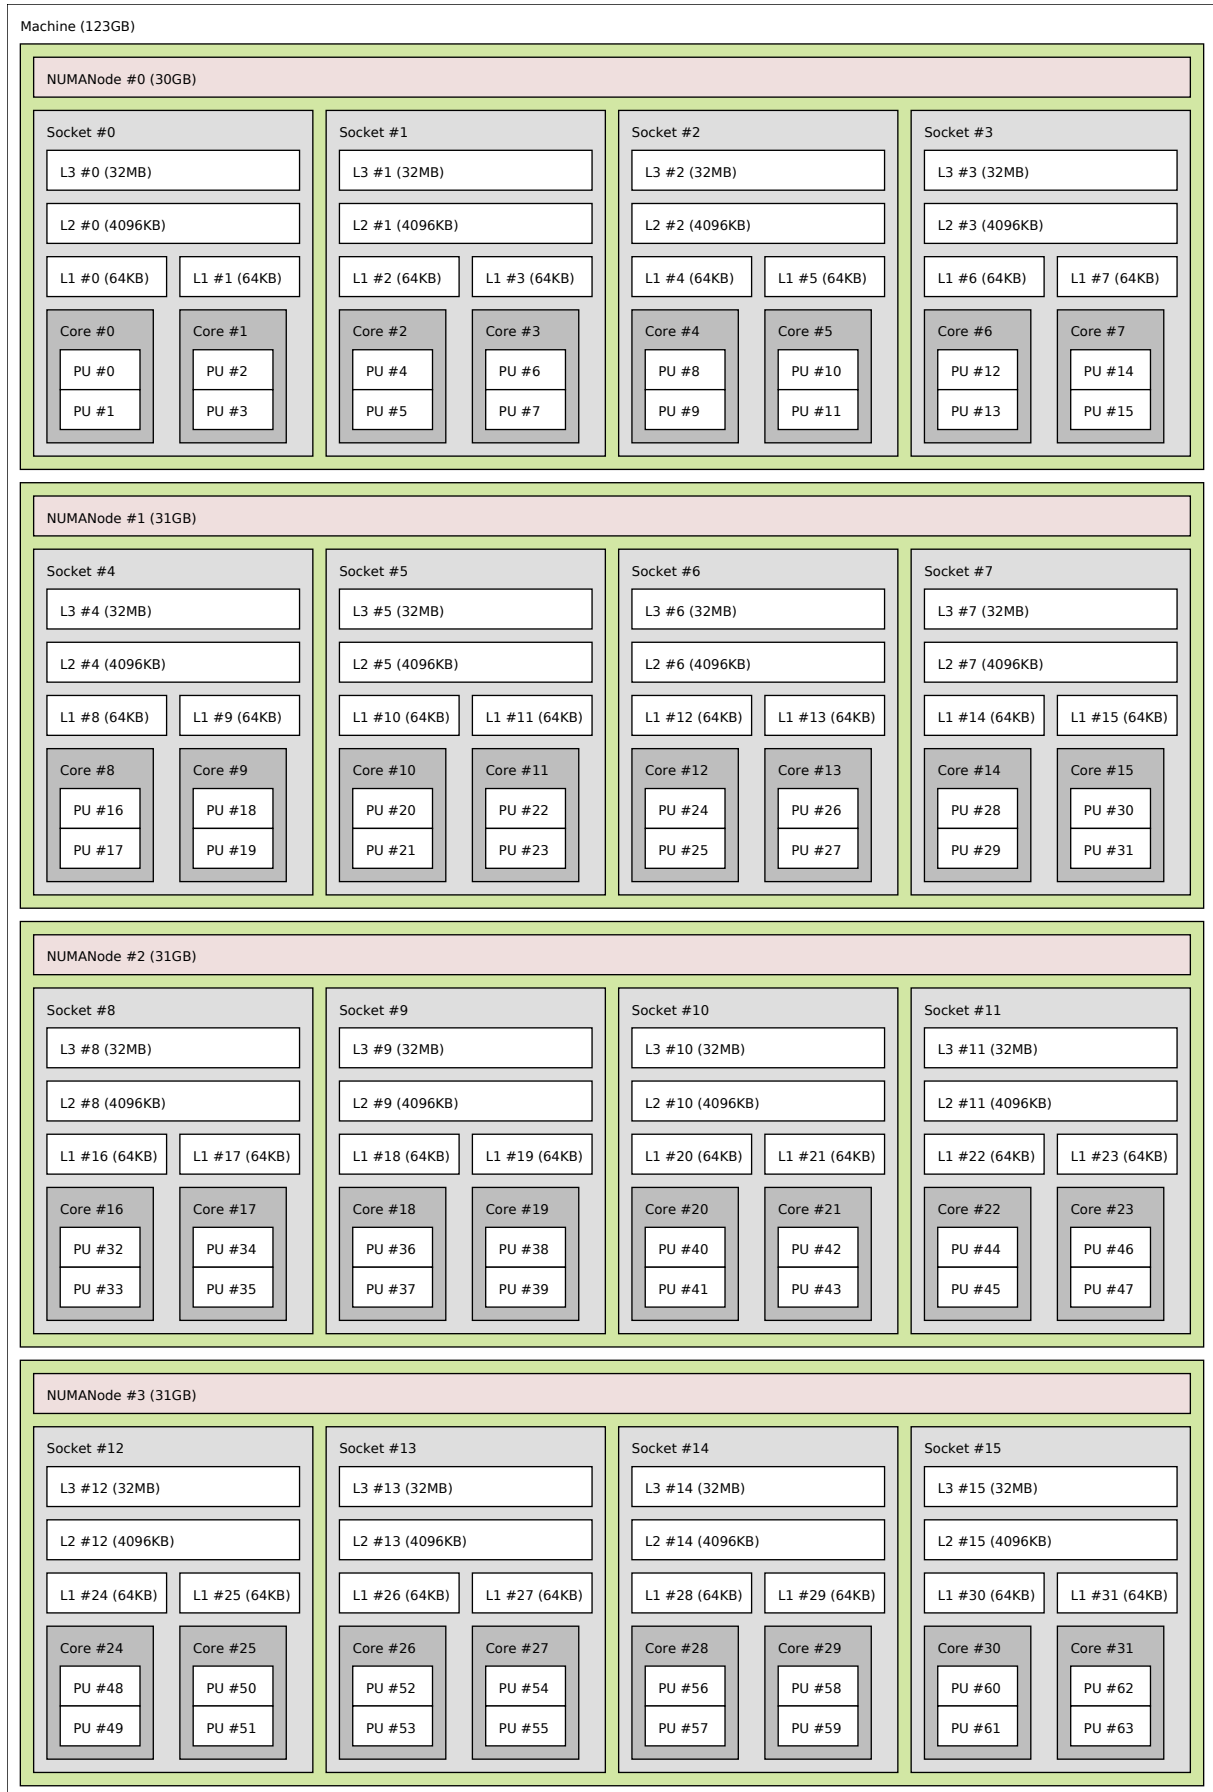 Machine (123GB)
NUMANode #0 (30GB)
Socket #0 Socket #1 Socket #2 Socket #3
L3 #0 (32MB) L3 #1 (32MB) L3 #2 (32MB) L3 #3 (32MB)
L2 #0 (4096KB) L2 #1 (4096KB) L2 #2 (4096KB) L2 #3 (4096KB)
L1 #0 (64KB) L1 #1 (64KB) L1 #2 (64KB) L1 #3 (64KB) L1 #4 (64KB) L1 #5 (64KB) L1 #6 (64KB) L1 #7 (64KB)
Core #0 Core #1 Core #2 Core #3 Core #4 Core #5 Core #6 Core #7
PU #0 PU #2 PU #4 PU #6 PU #8 PU #10 PU #12 PU #14
PU #1 PU #3 PU #5 PU #7 PU #9 PU #11 PU #13 PU #15
NUMANode #1 (31GB)
Socket #4 Socket #5 Socket #6 Socket #7
L3 #4 (32MB) L3 #5 (32MB) L3 #6 (32MB) L3 #7 (32MB)
L2 #4 (4096KB) L2 #5 (4096KB) L2 #6 (4096KB) L2 #7 (4096KB)
L1 #8 (64KB) L1 #9 (64KB) L1 #10 (64KB) L1 #11 (64KB) L1 #12 (64KB) L1 #13 (64KB) L1 #14 (64KB) L1 #15 (64KB)
Core #8 Core #9 Core #10 Core #11 Core #12 Core #13 Core #14 Core #15
PU #16 PU #18 PU #20 PU #22 PU #24 PU #26 PU #28 PU #30
PU #17 PU #19 PU #21 PU #23 PU #25 PU #27 PU #29 PU #31
NUMANode #2 (31GB)
Socket #8 Socket #9 Socket #10 Socket #11
L3 #8 (32MB) L3 #9 (32MB) L3 #10 (32MB) L3 #11 (32MB)
L2 #8 (4096KB) L2 #9 (4096KB) L2 #10 (4096KB) L2 #11 (4096KB)
L1 #16 (64KB) L1 #17 (64KB) L1 #18 (64KB) L1 #19 (64KB) L1 #20 (64KB) L1 #21 (64KB) L1 #22 (64KB) L1 #23 (64KB)
Core #16 Core #17 Core #18 Core #19 Core #20 Core #21 Core #22 Core #23
PU #32 PU #34 PU #36 PU #38 PU #40 PU #42 PU #44 PU #46
PU #33 PU #35 PU #37 PU #39 PU #41 PU #43 PU #45 PU #47
NUMANode #3 (31GB)
Socket #12 Socket #13 Socket #14 Socket #15
L3 #12 (32MB) L3 #13 (32MB) L3 #14 (32MB) L3 #15 (32MB)
L2 #12 (4096KB) L2 #13 (4096KB) L2 #14 (4096KB) L2 #15 (4096KB)
L1 #24 (64KB) L1 #25 (64KB) L1 #26 (64KB) L1 #27 (64KB) L1 #28 (64KB) L1 #29 (64KB) L1 #30 (64KB) L1 #31 (64KB)
Core #24 Core #25 Core #26 Core #27 Core #28 Core #29 Core #30 Core #31
PU #48 PU #50 PU #52 PU #54 PU #56 PU #58 PU #60 PU #62
PU #49 PU #51 PU #53 PU #55 PU #57 PU #59 PU #61 PU #63